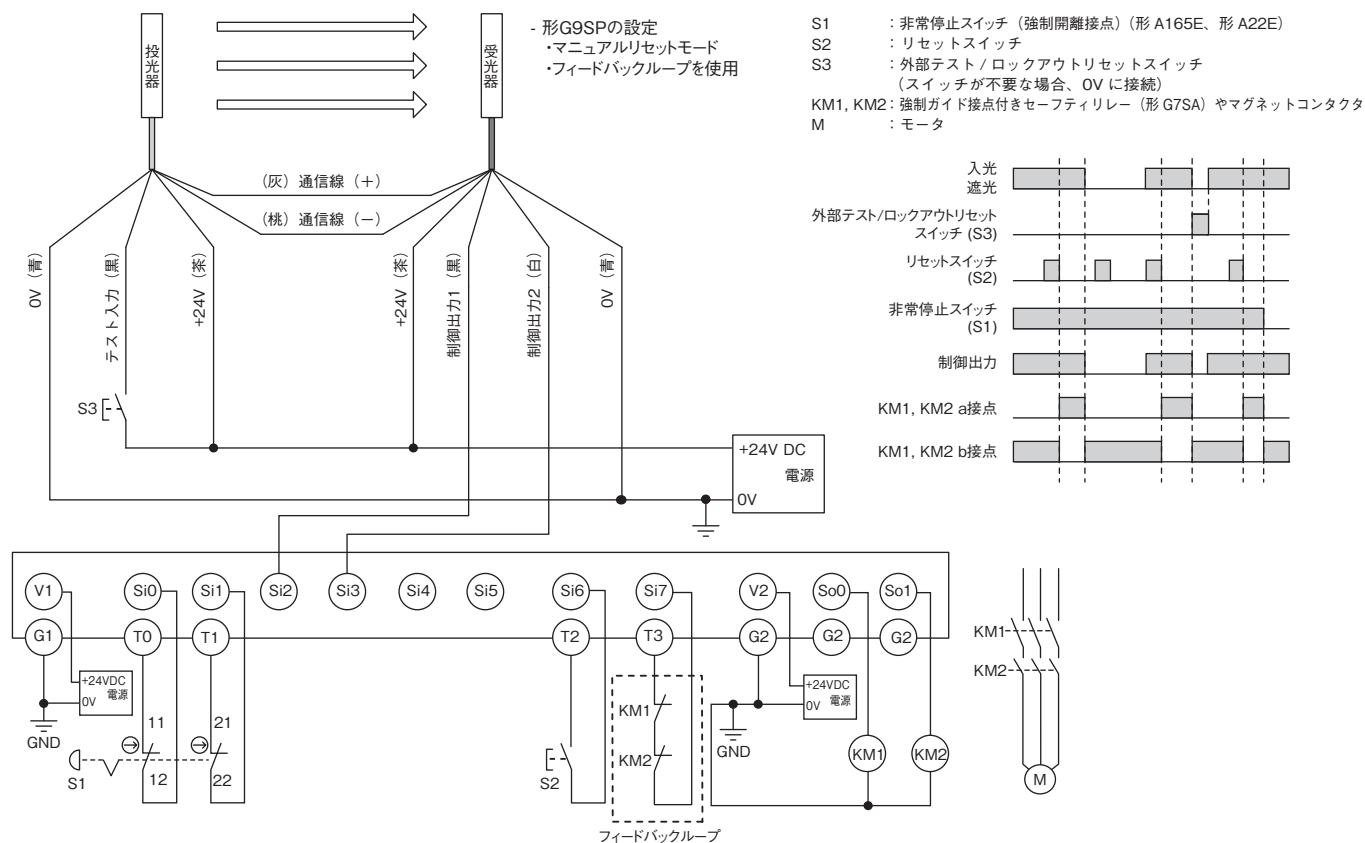 投光器
受光器
- 形G9SPの設定
・マニュアルリセットモード
・フィードバックループを使用
S1 :非常停止スイッチ(強制開離接点)(形 A165E、形 A22E)
S2 :リセットスイッチ
S3 :外部テスト / ロックアウトリセットスイッチ
(スイッチが不要な場合、0V に接続)
KM1, KM2:強制ガイド接点付きセーフティリレー(形 G7SA)やマグネットコンタクタ
M :モータ
(灰)通信線(+)
(桃)通信線(−)
0V(青)
テスト入力(黒)
+24V(茶)
+24V(茶)
制御出力1(黒)
制御出力2(白)
0V(青)
S3
+24V DC
電源
0V
入光
遮光
外部テスト/ロックアウトリセット
スイッチ (S3)
リセットスイッチ
(S2)
非常停止スイッチ
(S1)
制御出力
KM1, KM2 a接点
KM1, KM2 b接点
V1 Si0 Si1 Si2 Si3 Si4 Si5 Si6 Si7 V2 So0 So1
G1 T0 T1 T2 T3 G2 G2 G2
+24VDC
電源
0V
GND
11
12
21
22
S1
S2
KM1
KM2
フィードバックループ
+24VDC
電源
0V
GND
KM1
KM2
KM1
KM2
M